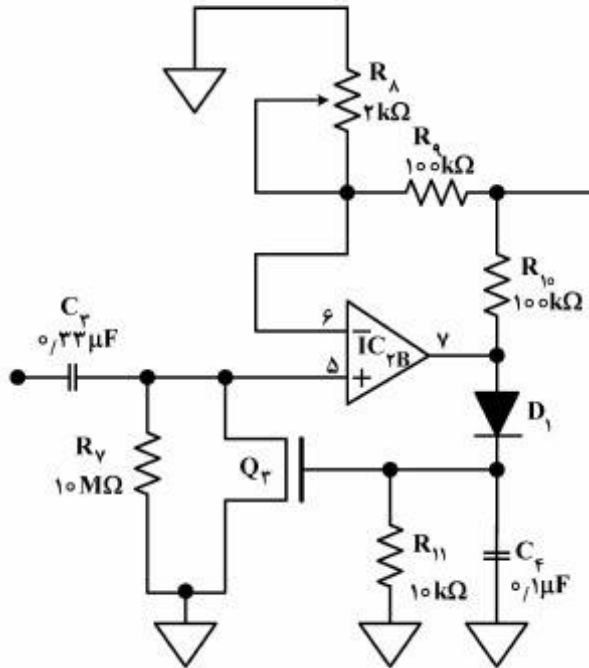 R۸
۲kΩ
R۹
۱۰۰kΩ
R۱۰
۱۰۰kΩ
C۳
۰/۳۳μF
۶
IC۲B
۷
۵
D۱
R۷
۱۰MΩ
Q۳
R۱۱
۱۰kΩ
C۴
۰/۱μF